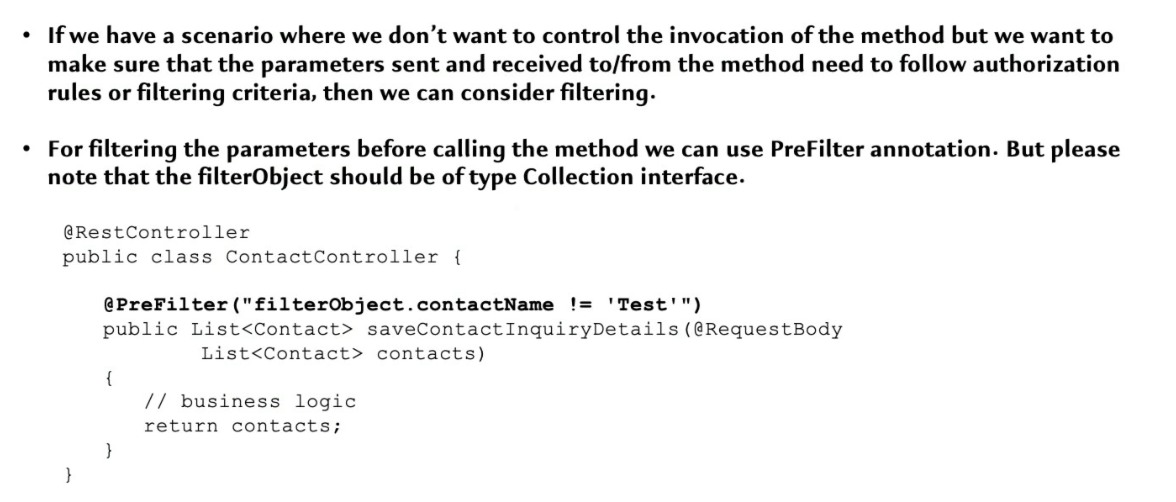 • If we have a scenario where we don't want to control the invocation of the method but we want to
make sure that the parameters sent and received to/from the method need to follow authorization
rules or filtering criteria, then we can consider filtering.
• For filtering the parameters before calling the method we can use PreFilter annotation. But please
note that the filterObject should be of type Collection interface.
@RestController
public class ContactController {
@PreFilter("filterObject.contactName != 'Test'")
public List<Contact> saveContactInquiryDetails(@RequestBody
List<Contact> contacts)
{
// business logic
return contacts;
}
}